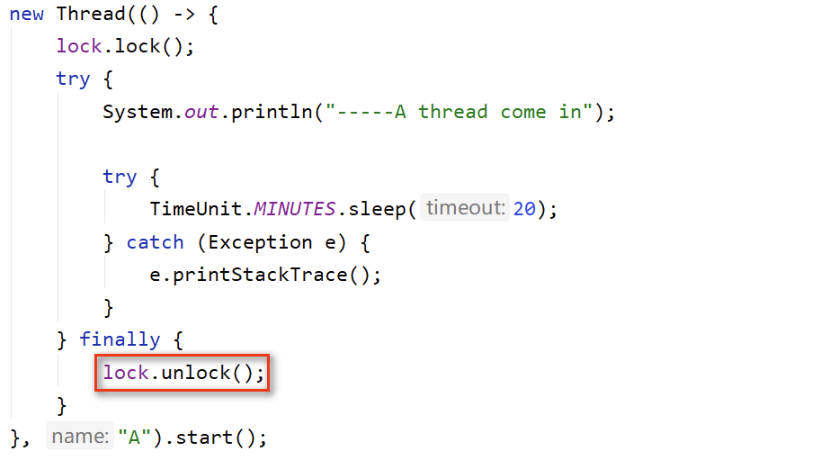 new Thread(() -> {
lock.lock();
try {
System.out.println("-----A thread come in");
try {
TimeUnit.MINUTES.sleep( timeout: 20);
} catch (Exception e) {
e.printStackTrace();
}
} finally {
lock.unlock();
}
}, name: "A").start();